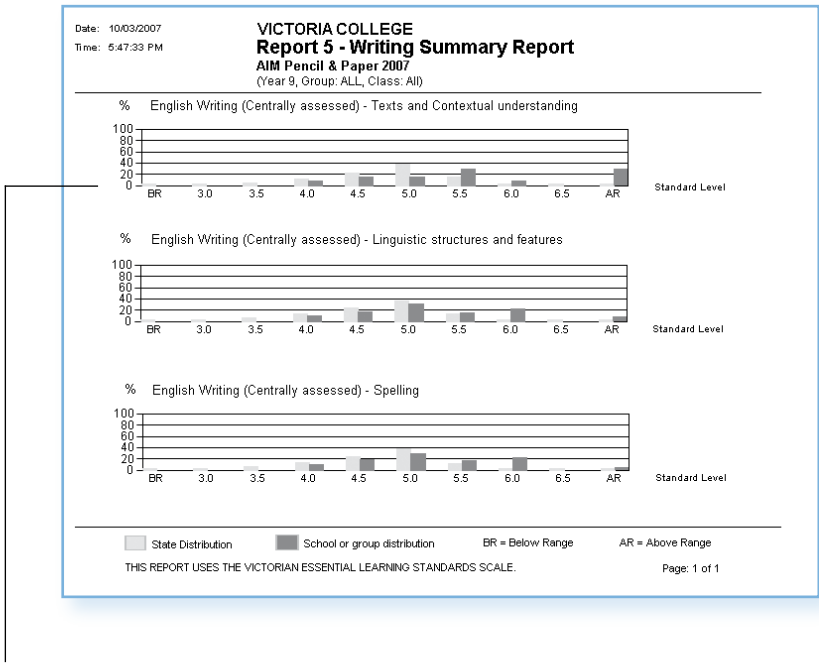 Date: 10/03/2007
Time: 5:47:33 PM
VICTORIA COLLEGE
Report 5 - Writing Summary Report
AIM Pencil & Paper 2007
(Year 9, Group: ALL, Class: All)
% English Writing (Centrally assessed) - Texts and Contextual understanding
100
80
60
40
20
0
BR 3.0 3.5 4.0 4.5 5.0 5.5 6.0 6.5 AR Standard Level
% English Writing (Centrally assessed) - Linguistic structures and features
100
80
60
40
20
0
BR 3.0 3.5 4.0 4.5 5.0 5.5 6.0 6.5 AR Standard Level
% English Writing (Centrally assessed) - Spelling
100
80
60
40
20
0
BR 3.0 3.5 4.0 4.5 5.0 5.5 6.0 6.5 AR Standard Level
State Distribution School or group distribution BR = Below Range AR = Above Range
THIS REPORT USES THE VICTORIAN ESSENTIAL LEARNING STANDARDS SCALE. Page: 1 of 1